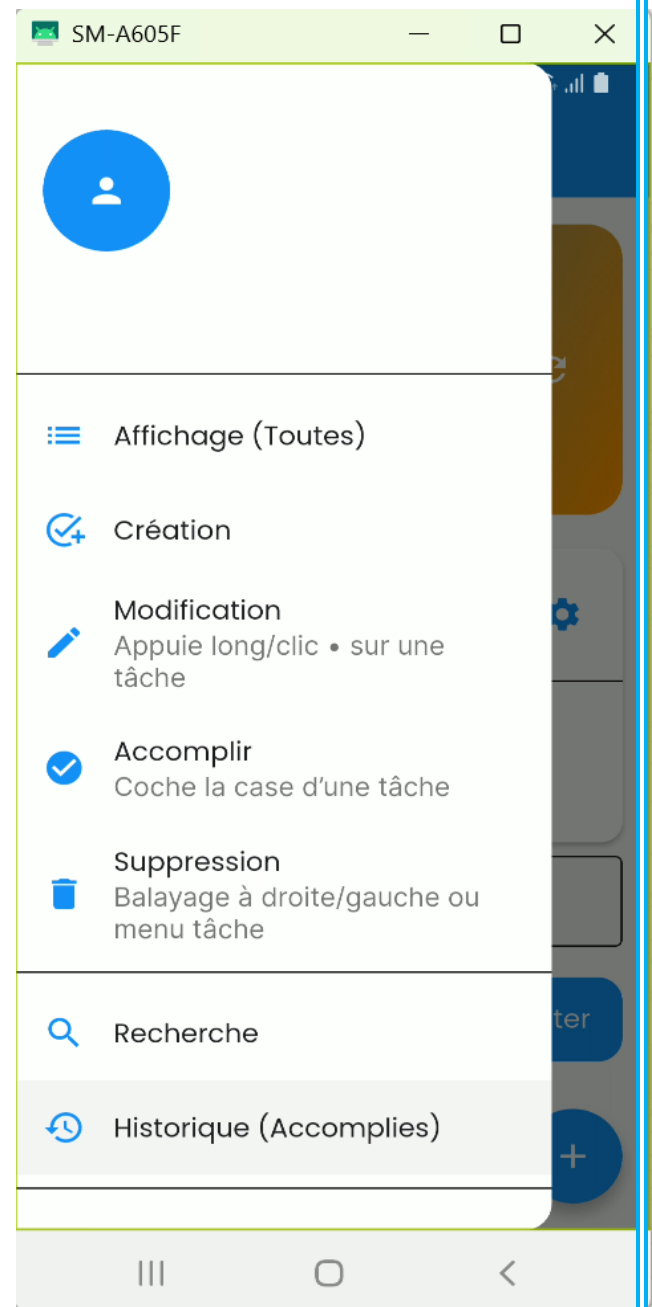 SM-A605F
Affichage (Toutes)
Création
Modification
Appuie long/clic • sur une
tâche
Accomplir
Coche la case d'une tâche
Suppression
Balayage à droite/gauche ou
menu tâche
Recherche
ter
Historique (Accomplies)